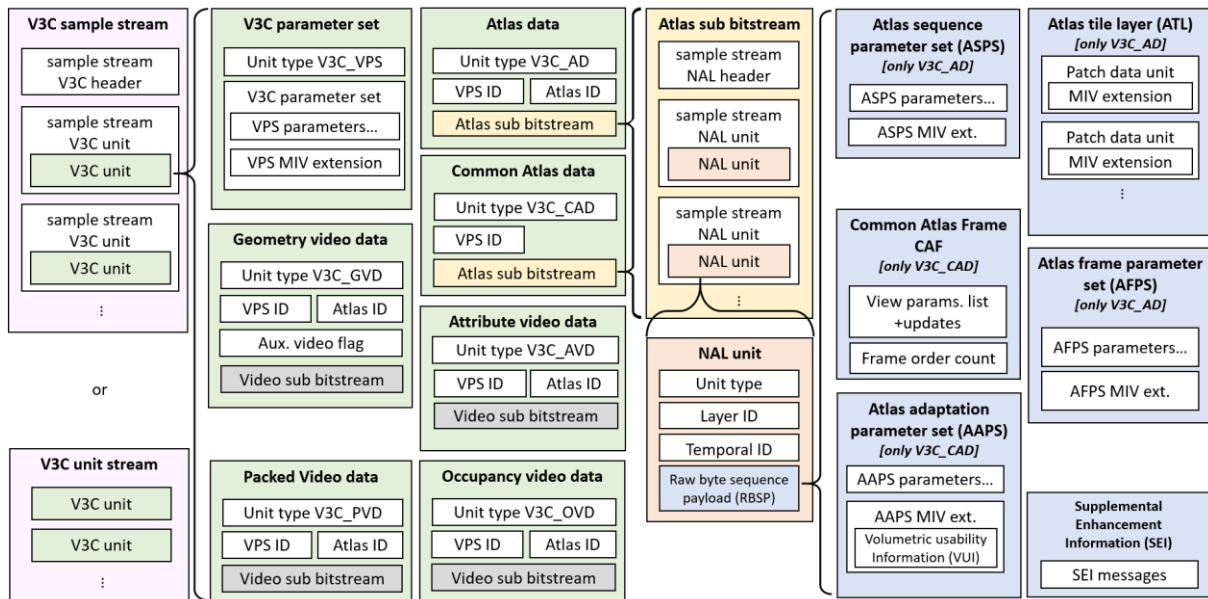 V3C sample stream
sample stream
V3C header
sample stream
V3C unit
V3C unit
sample stream
V3C unit
V3C unit
⋮
or
V3C unit stream
V3C unit
V3C unit
⋮
V3C parameter set
Unit type V3C_VPS
V3C parameter set
VPS parameters...
VPS MIV extension
Geometry video data
Unit type V3C_GVD
VPS ID
Atlas ID
Aux. video flag
Video sub bitstream
Packed Video data
Unit type V3C_PVD
VPS ID
Atlas ID
Video sub bitstream
Atlas data
Unit type V3C_AD
VPS ID
Atlas ID
Atlas sub bitstream
Common Atlas data
Unit type V3C_CAD
VPS ID
Atlas sub bitstream
Attribute video data
Unit type V3C_AVD
VPS ID
Atlas ID
Video sub bitstream
Occupancy video data
Unit type V3C_OVD
VPS ID
Atlas ID
Video sub bitstream
Atlas sub bitstream
sample stream
NAL header
sample stream
NAL unit
NAL unit
sample stream
NAL unit
NAL unit
⋮
NAL unit
Unit type
Layer ID
Temporal ID
Raw byte sequence
payload (RBSP)
Atlas sequence
parameter set (ASPS)
[only V3C_AD)
ASPS parameters...
ASPS MIV ext.
Common Atlas Frame
CAF
[only V3C_CAD]
View params. list
+updates
Frame order count
Atlas adaptation
parameter set (AAPS)
[only V3C_CAD]
AAPS parameters...
AAPS MIV ext.
Volumetric usability
Information (VUI)
Atlas tile layer (ATL)
[only V3C_AD)
Patch data unit
MIV extension
Patch data unit
MIV extension
⋮
Atlas frame parameter
set (AFPS)
[only V3C_AD)
AFPS parameters...
AFPS MIV ext.
Supplemental
Enhancement
Information (SEI)
SEI messages